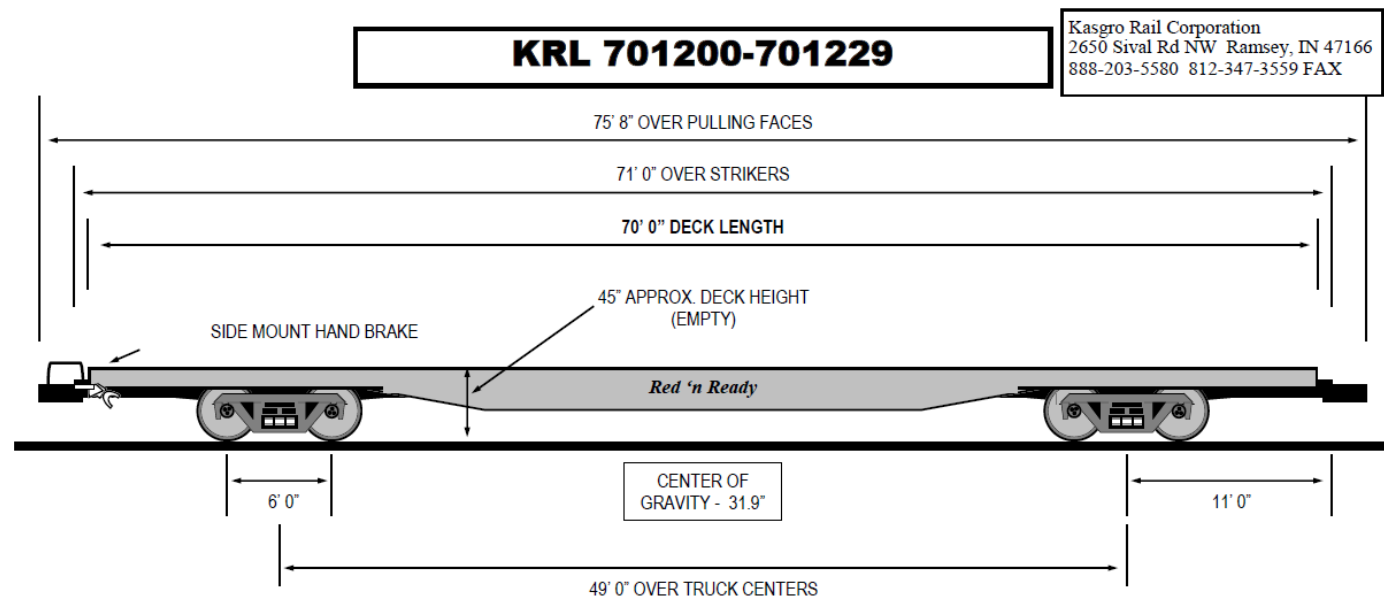 KRL 701200-701229
Kasgro Rail Corporation
2650 Sival Rd NW  Ramsey, IN 47166
888-203-5580  812-347-3559 FAX
75’ 8” OVER PULLING FACES
71’ 0” OVER STRIKERS
70’ 0” DECK LENGTH
45” APPROX. DECK HEIGHT
(EMPTY)
SIDE MOUNT HAND BRAKE
Red ‘n Ready
CENTER OF
GRAVITY -  31.9”
6’ 0”
11’ 0”
49’ 0” OVER TRUCK CENTERS